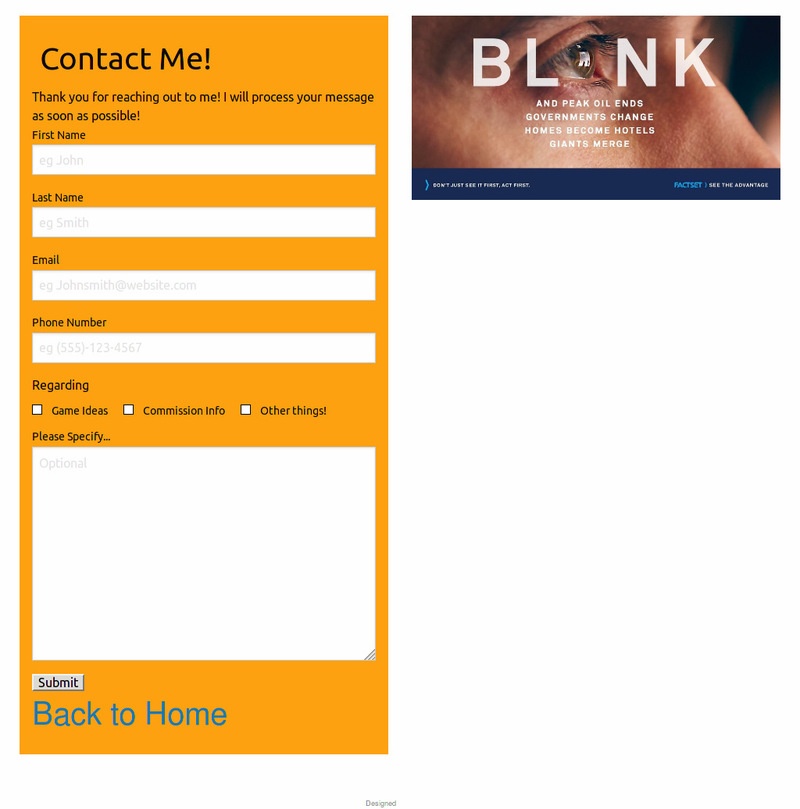 Contact Me!
Thank you for reaching out to me! I will process your message
as soon as possible!
First Name
eg John
Last Name
eg Smith
Email
eg Johnsmith@website.com
Phone Number
eg (555)-123-4567
Regarding
Game Ideas Commission Info Other things!
Please Specify...
Optional
Submit
Back to Home
BL NK
AND PEAK OIL ENDS
GOVERNMENTS CHANGE
HOMES BECOME HOTELS
GIANTS MERGE
DON'T JUST SEE IT FIRST, ACT FIRST.
FACTSET SEE THE ADVANTAGE
Designed